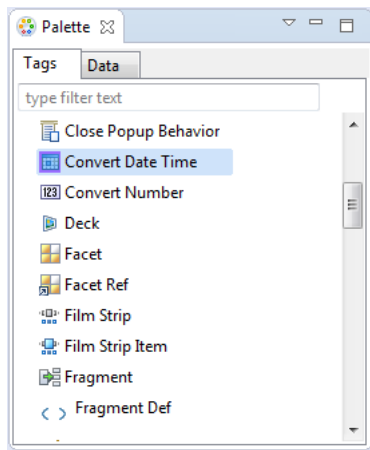 Palette
Tags Data
type filter text
Close Popup Behavior
Convert Date Time
123 Convert Number
Deck
Facet
Facet Ref
Film Strip
Film Strip Item
Fragment
Fragment Def